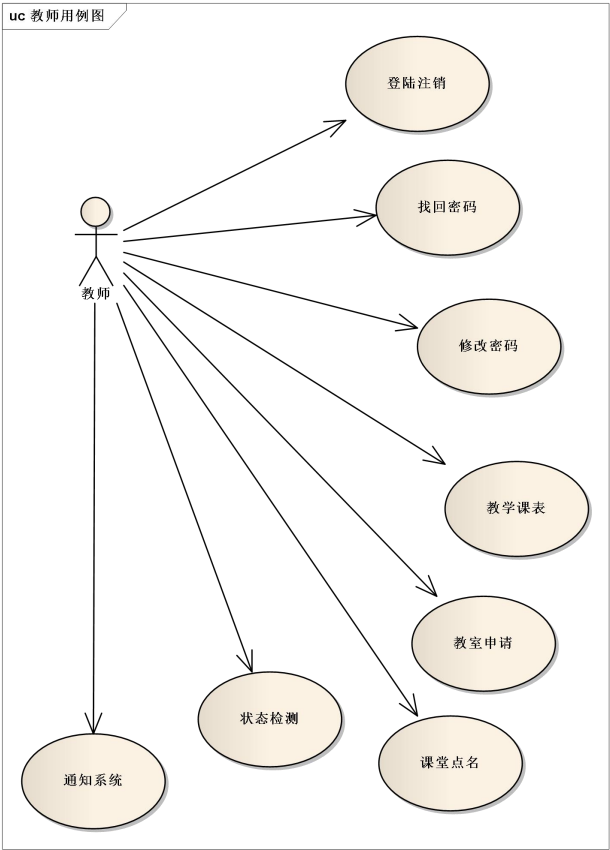 uc 教师用例图
登陆注销
找回密码
教师
修改密码
教学课表
教室申请
状态检测
课堂点名
通知系统